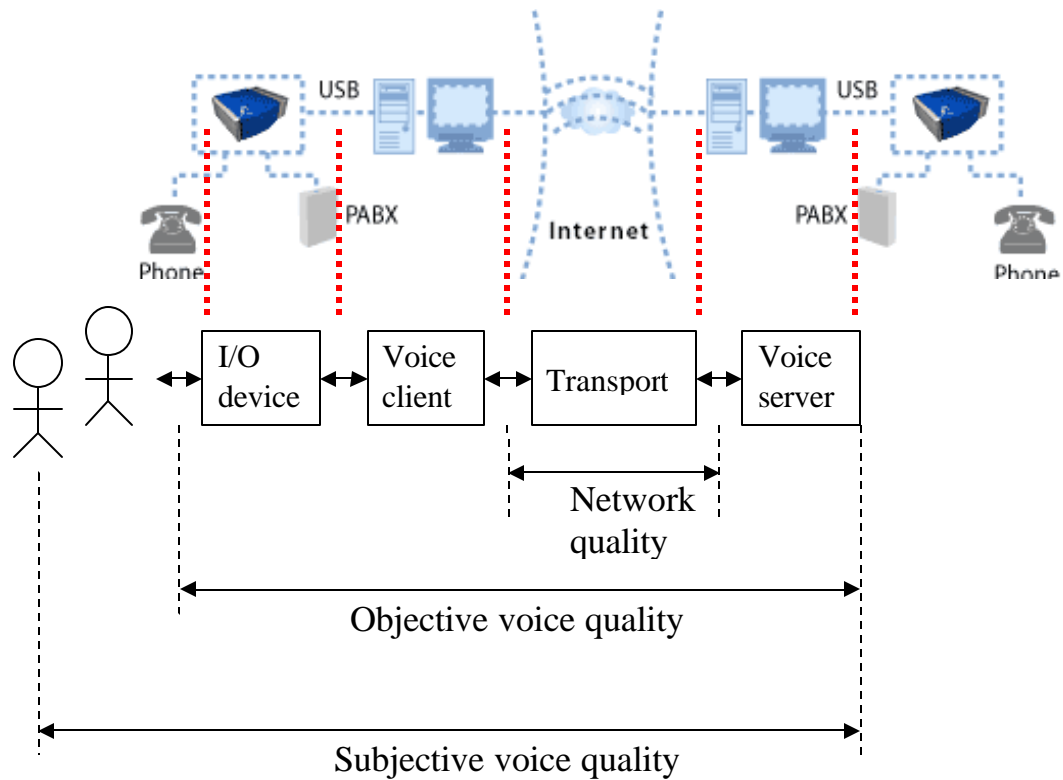 USB
USB
PABX
PABX
Internet
Phone
Phone
I/O
device
Voice
client
Transport
Voice
server
Network
quality
Objective voice quality
Subjective voice quality